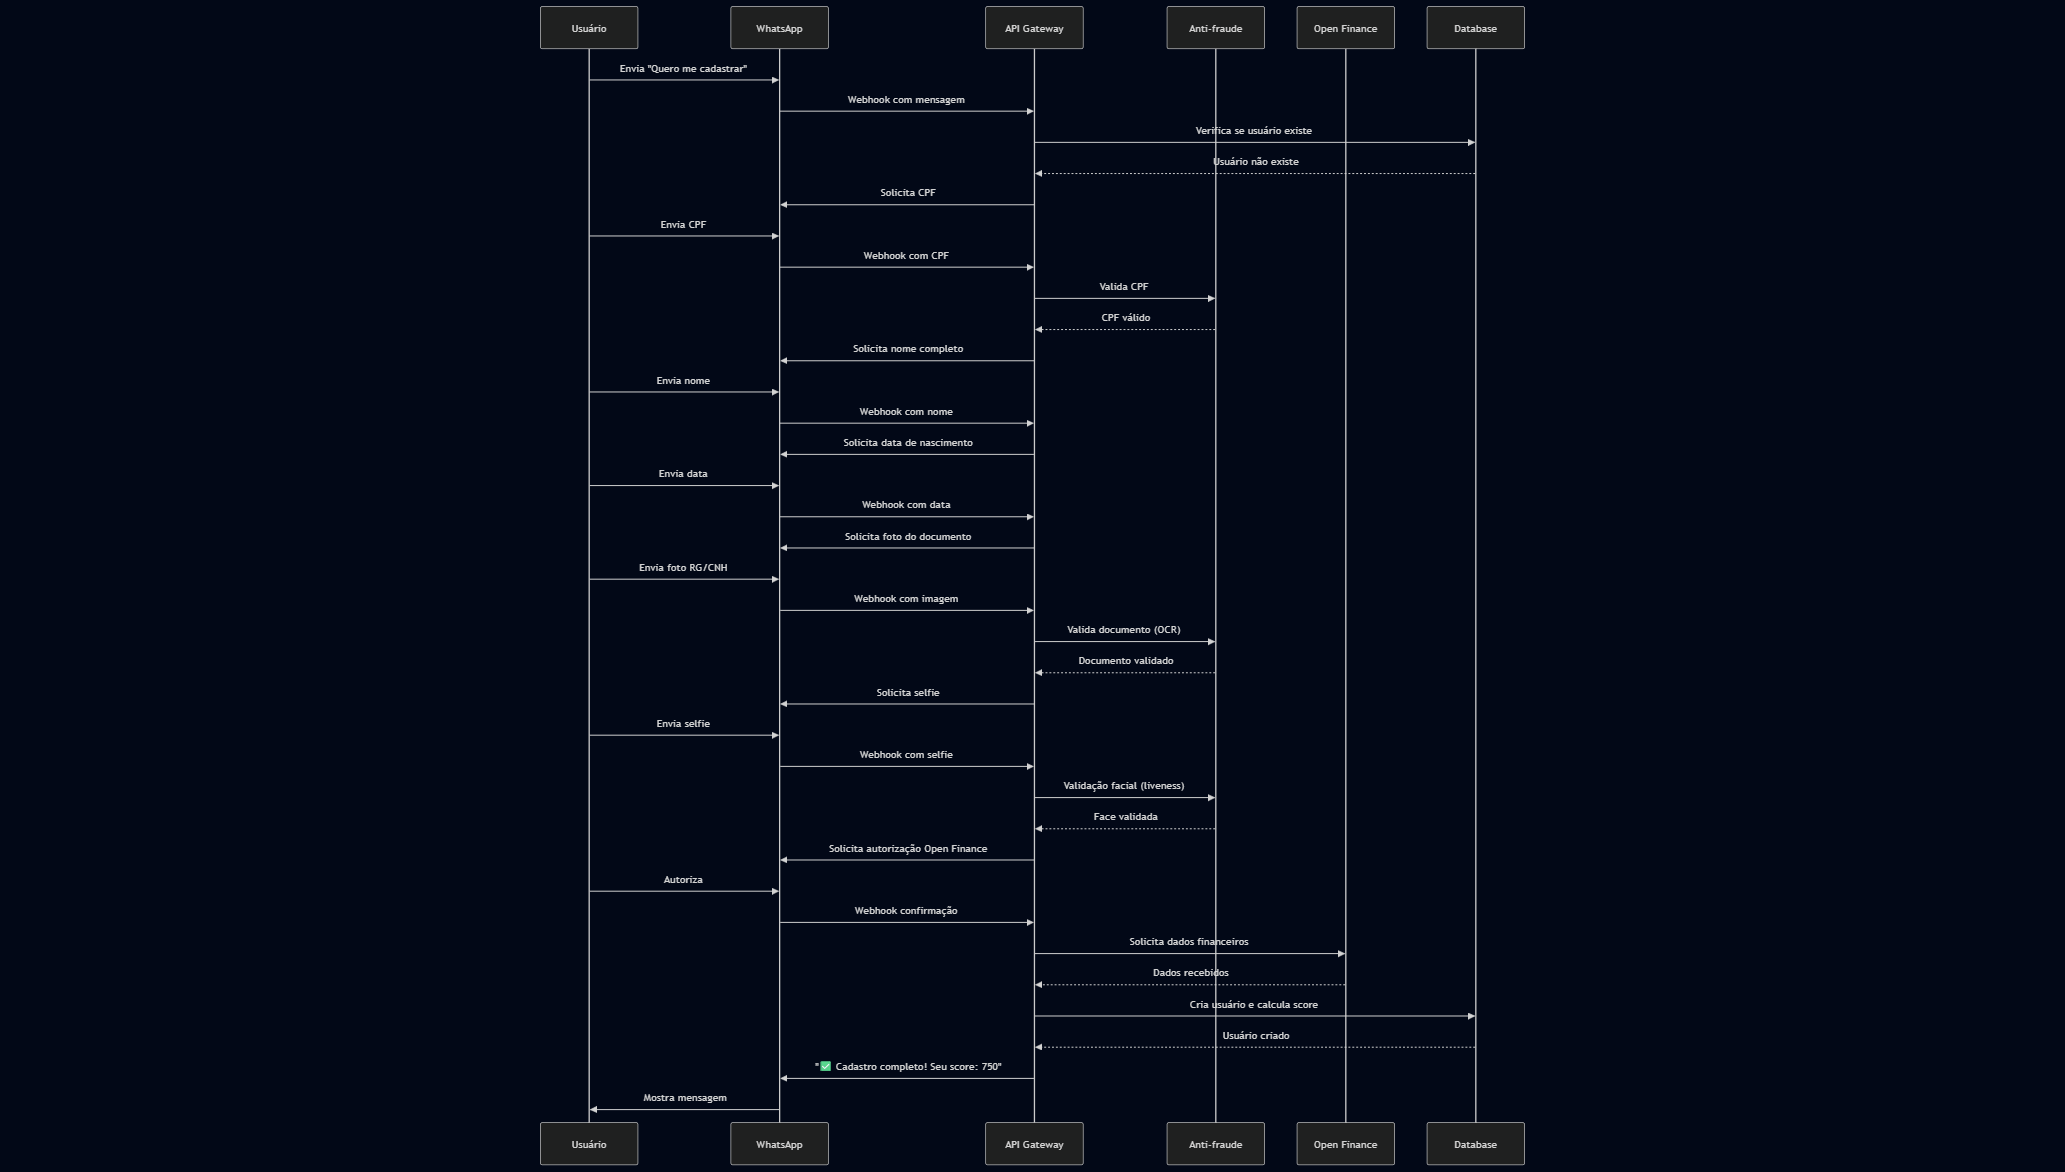 Usuário
WhatsApp
API Gateway
Anti-fraude
Open Finance
Database
Envia "Quero me cadastrar"
Webhook com mensagem
Verifica se usuário existe
Usuário não existe
Solicita CPF
Envia CPF
Webhook com CPF
Valida CPF
CPF válido
Solicita nome completo
Envia nome
Webhook com nome
Solicita data de nascimento
Envia data
Webhook com data
Solicita foto do documento
Envia foto RG/CNH
Webhook com imagem
Valida documento (OCR)
Documento validado
Solicita selfie
Envia selfie
Webhook com selfie
Validação facial (liveness)
Face validada
Solicita autorização Open Finance
Autoriza
Webhook confirmação
Solicita dados financeiros
Dados recebidos
Cria usuário e calcula score
Usuário criado
"✅ Cadastro completo! Seu score: 750"
Mostra mensagem
Usuário
WhatsApp
API Gateway
Anti-fraude
Open Finance
Database